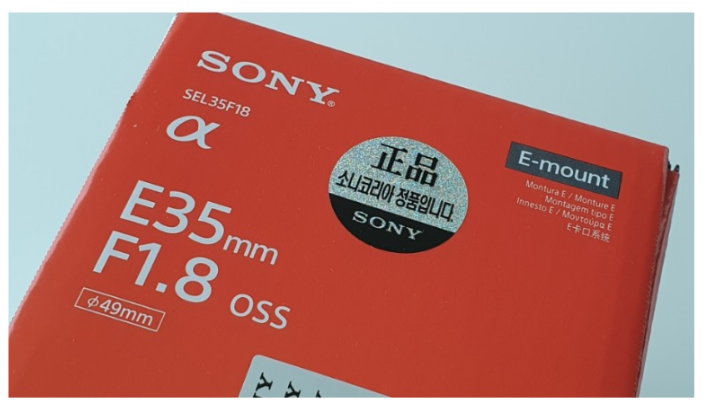 SONY®
SEL35F18
α
E35mm
F1.8 OSS
φ49mm
正品
소니코리아 정품입니다.
SONY
E-mount
Montura E / Monture E
Montagem tipo E
Innesto E / Μοντούρα E
E卡口系统